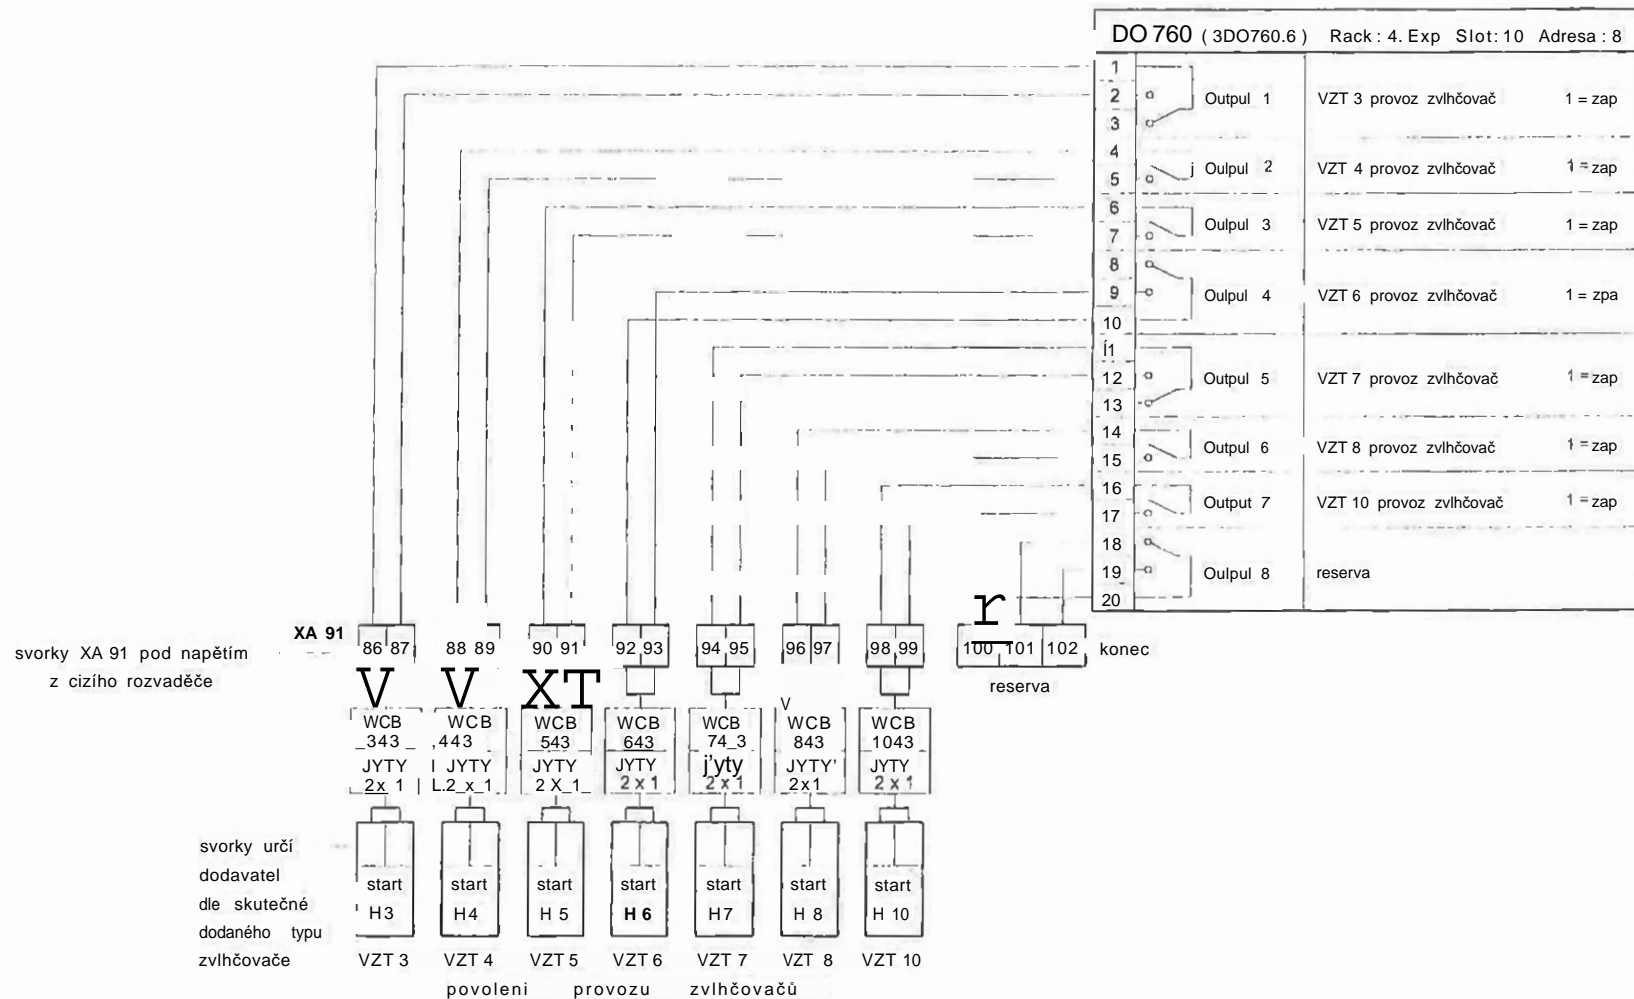 DO 760 ( 3DO760.6 ) Rack : 4. Exp Slot: 10 Adresa : 8
1
2
3
Outpul 1 VZT 3 provoz zvlhčovač 1 = zap
4
5
j Oulpul 2 VZT 4 provoz zvlhčovač 1 = zap
6
7
Outpul 3 VZT 5 provoz zvlhčovač 1 = zap
8
9
10
Oulpul 4 VZT 6 provoz zvlhčovač 1 = zpa
Í1
12
13
Outpul 5 VZT 7 provoz zvlhčovač 1 = zap
14
15
Outpul 6 VZT 8 provoz zvlhčovač 1 = zap
16
17
Output 7 VZT 10 provoz zvlhčovač 1 = zap
18
19
20
Oulpul 8 reserva
r
XA 91 86 87 88 89 90 91 92 93 94 95 96 97 98 99 100 101 102 konec
svorky XA 91 pod napětím
z cizího rozvaděče
reserva
V V XT
V
WCB WCB WCB WCB WCB WCB WCB
_343_ ,443 543 643 74_3 843 1043
JYTY I JYTY JYTY JYTY j'yty JYTY' JYTY
2x 1 | L.2_x_1 2 X_1_ 2 x 1 2 x 1 2x1 2 x 1
svorky určí
dodavatel
dle skutečné
dodaného typu
zvlhčovače
start start start start start start start
H3 H4 H 5 H 6 H7 H 8 H 10
VZT 3 VZT 4 VZT 5 VZT 6 VZT 7 VZT 8 VZT 10
povoleni provozu zvlhčovačů